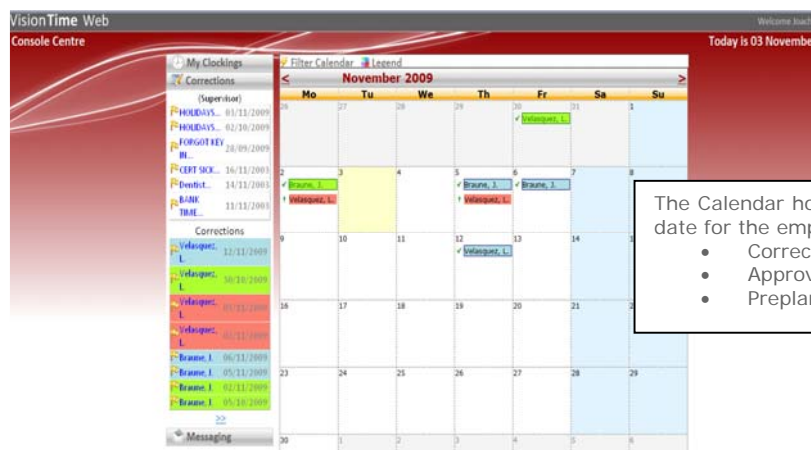 VisionTime Web
Welcome Joach
Console Centre
Today is 03 Novembe
My Clockings
Corrections
(Supervisor)
HOLIDAYS... 03/11/2009
HOLIDAYS... 02/10/2009
FORGOT KEY IN... 28/09/2009
CERT SICK... 16/11/2003
Dentist... 14/11/2003
BANK TIME... 11/11/2003
Corrections
Velasquez, L. 12/11/2009
Velasquez, L. 30/10/2009
Velasquez, L.
Velasquez, L.
Braune, J. 06/11/2009
Braune, J. 05/11/2009
Braune, J. 02/11/2009
Braune, J. 05/10/2009
>>
Messaging
Filter Calendar Legend
< November 2009 >
Mo Tu We Th Fr Sa Su
26 27 28 29 30 31 1
Velasquez, L.
2 3 4 5 6 7 8
Braune, J. Braune, J. Braune, J.
Velasquez, L. Velasquez, L.
9 10 11 12 13 14
Velasquez, L.
16 17 18 19 20 21
23 24 25 26 27 28 29
30 1 2 3 4 5 6
The Calendar ho
date for the emp
• Correc
• Approv
• Preplan